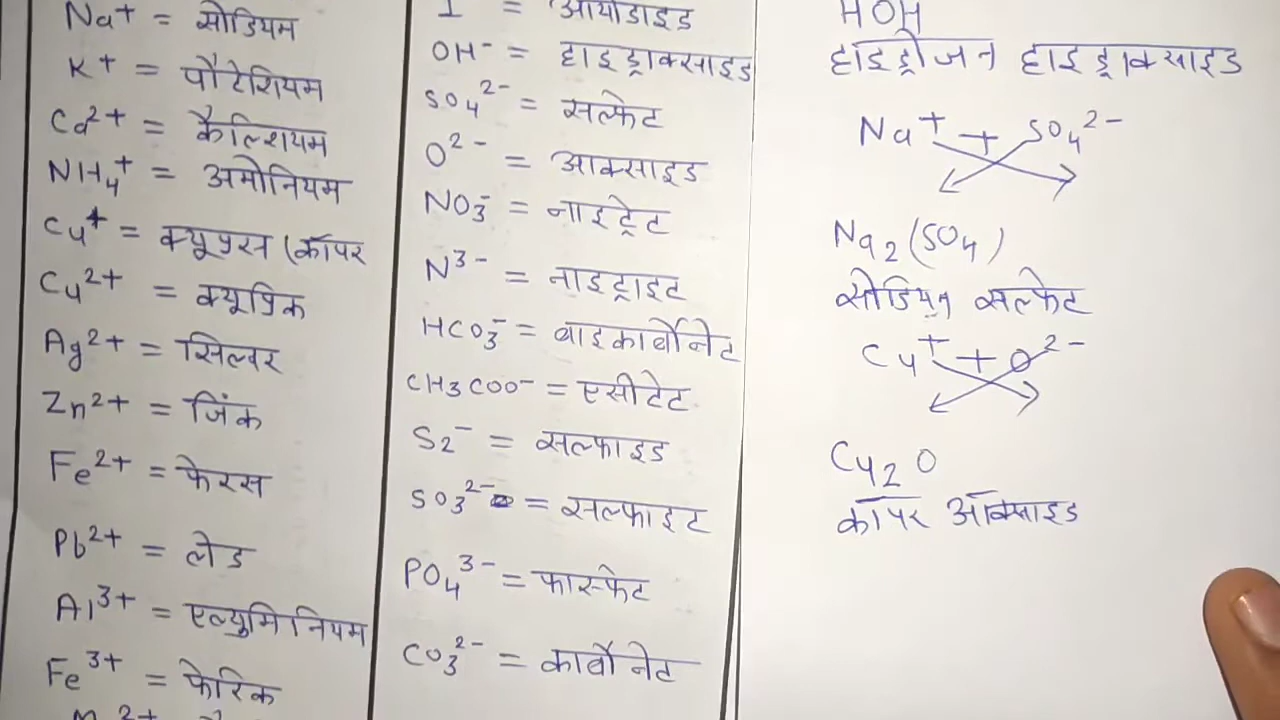 Na⁺ = सोडियम
K⁺ = पौटेशियम
Ca²⁺ = कैल्शियम
NH₄⁺ = अमोनियम
Cu⁺ = क्यूप्रस (कॉपर
Cu²⁺ = क्यूप्रिक
Ag²⁺ = सिल्वर
Zn²⁺ = जिंक
Fe²⁺ = फेरस
Pb²⁺ = लेड
Al³⁺ = एल्युमिनियम
Fe³⁺ = फेरिक
I = आयोडाइड
OH⁻ = हाइड्राक्साइड
SO₄²⁻ = सल्फेट
O²⁻ = आक्साइड
NO₃⁻ = नाइट्रेट
N³⁻ = नाइट्राइट
HCO₃⁻ = बाइकार्बोनेट
CH₃COO⁻ = एसीटेट
S₂⁻ = सल्फाइड
SO₃²⁻ = सल्फाइट
PO₄³⁻ = फास्फेट
CO₃²⁻ = कार्बोनेट
HOH
हाइड्रोजन हाइड्राक्साइड
Na⁺ + SO₄²⁻
Na₂(SO₄)
सोडियम सल्फेट
Cu⁺ + O²⁻
Cu₂O
कॉपर ऑक्साइड